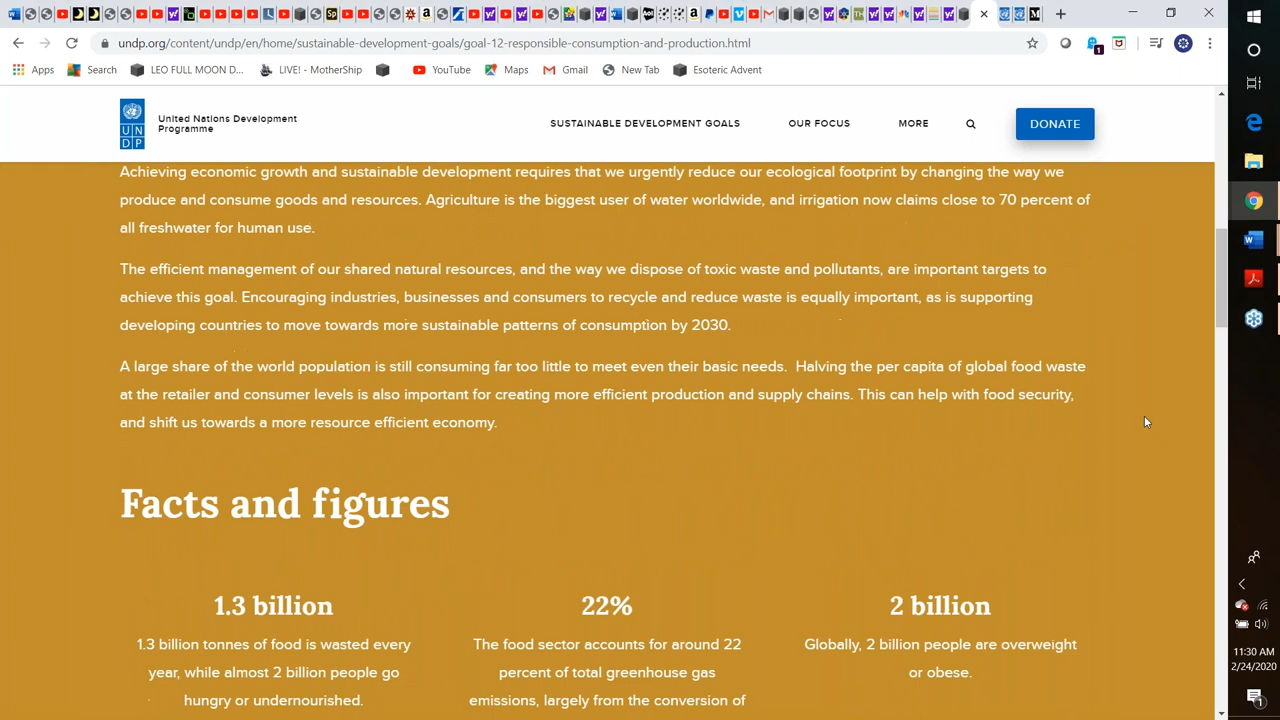 undp.org/content/undp/en/home/sustainable-development-goals/goal-12-responsible-consumption-and-production.html
Apps
Search
LEO FULL MOON D...
LIVE! - MotherShip
YouTube
Maps
Gmail
New Tab
Esoteric Advent
U N
D P
United Nations Development
Programme
SUSTAINABLE DEVELOPMENT GOALS
OUR FOCUS
MORE
DONATE
Achieving economic growth and sustainable development requires that we urgently reduce our ecological footprint by changing the way we
produce and consume goods and resources. Agriculture is the biggest user of water worldwide, and irrigation now claims close to 70 percent of
all freshwater for human use.
The efficient management of our shared natural resources, and the way we dispose of toxic waste and pollutants, are important targets to
achieve this goal. Encouraging industries, businesses and consumers to recycle and reduce waste is equally important, as is supporting
developing countries to move towards more sustainable patterns of consumption by 2030.
A large share of the world population is still consuming far too little to meet even their basic needs. Halving the per capita of global food waste
at the retailer and consumer levels is also important for creating more efficient production and supply chains. This can help with food security,
and shift us towards a more resource efficient economy.
Facts and figures
1.3 billion
1.3 billion tonnes of food is wasted every
year, while almost 2 billion people go
hungry or undernourished.
22%
The food sector accounts for around 22
percent of total greenhouse gas
emissions, largely from the conversion of
2 billion
Globally, 2 billion people are overweight
or obese.
11:30 AM
2/24/2020